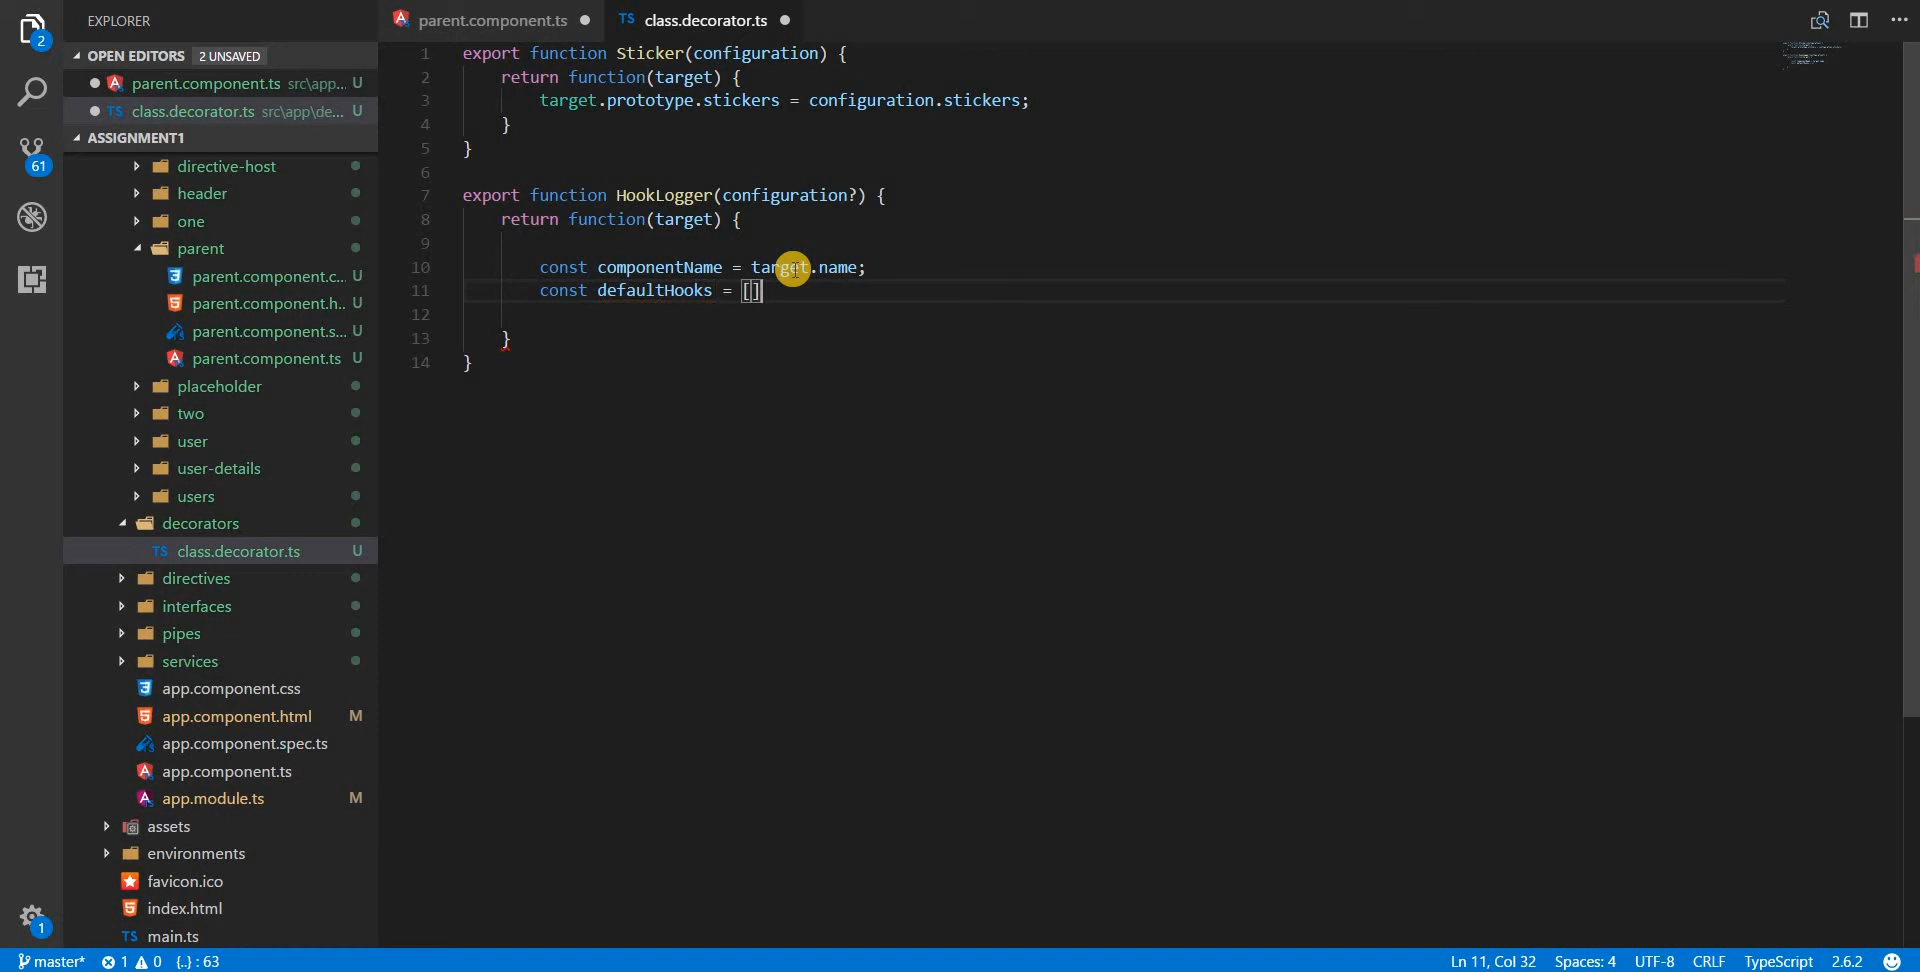 EXPLORER
parent.component.ts
TS class.decorator.ts
OPEN EDITORS 2 UNSAVED
parent.component.ts src\app... U
TS class.decorator.ts src\app\de... U
ASSIGNMENT1
directive-host
header
one
parent
parent.component.c... U
parent.component.h... U
parent.component.s... U
parent.component.ts U
placeholder
two
user
user-details
users
decorators
TS class.decorator.ts U
directives
interfaces
pipes
services
app.component.css
app.component.html M
app.component.spec.ts
app.component.ts
app.module.ts M
assets
environments
favicon.ico
index.html
TS main.ts
2
61
1
1 export function Sticker(configuration) {
2 return function(target) {
3 target.prototype.stickers = configuration.stickers;
4 }
5 }
6
7 export function HookLogger(configuration?) {
8 return function(target) {
9
10 const componentName = target.name;
11 const defaultHooks = []
12
13 }
14 }
master* 1 0 {..} : 63
Ln 11, Col 32 Spaces: 4 UTF-8 CRLF TypeScript 2.6.2